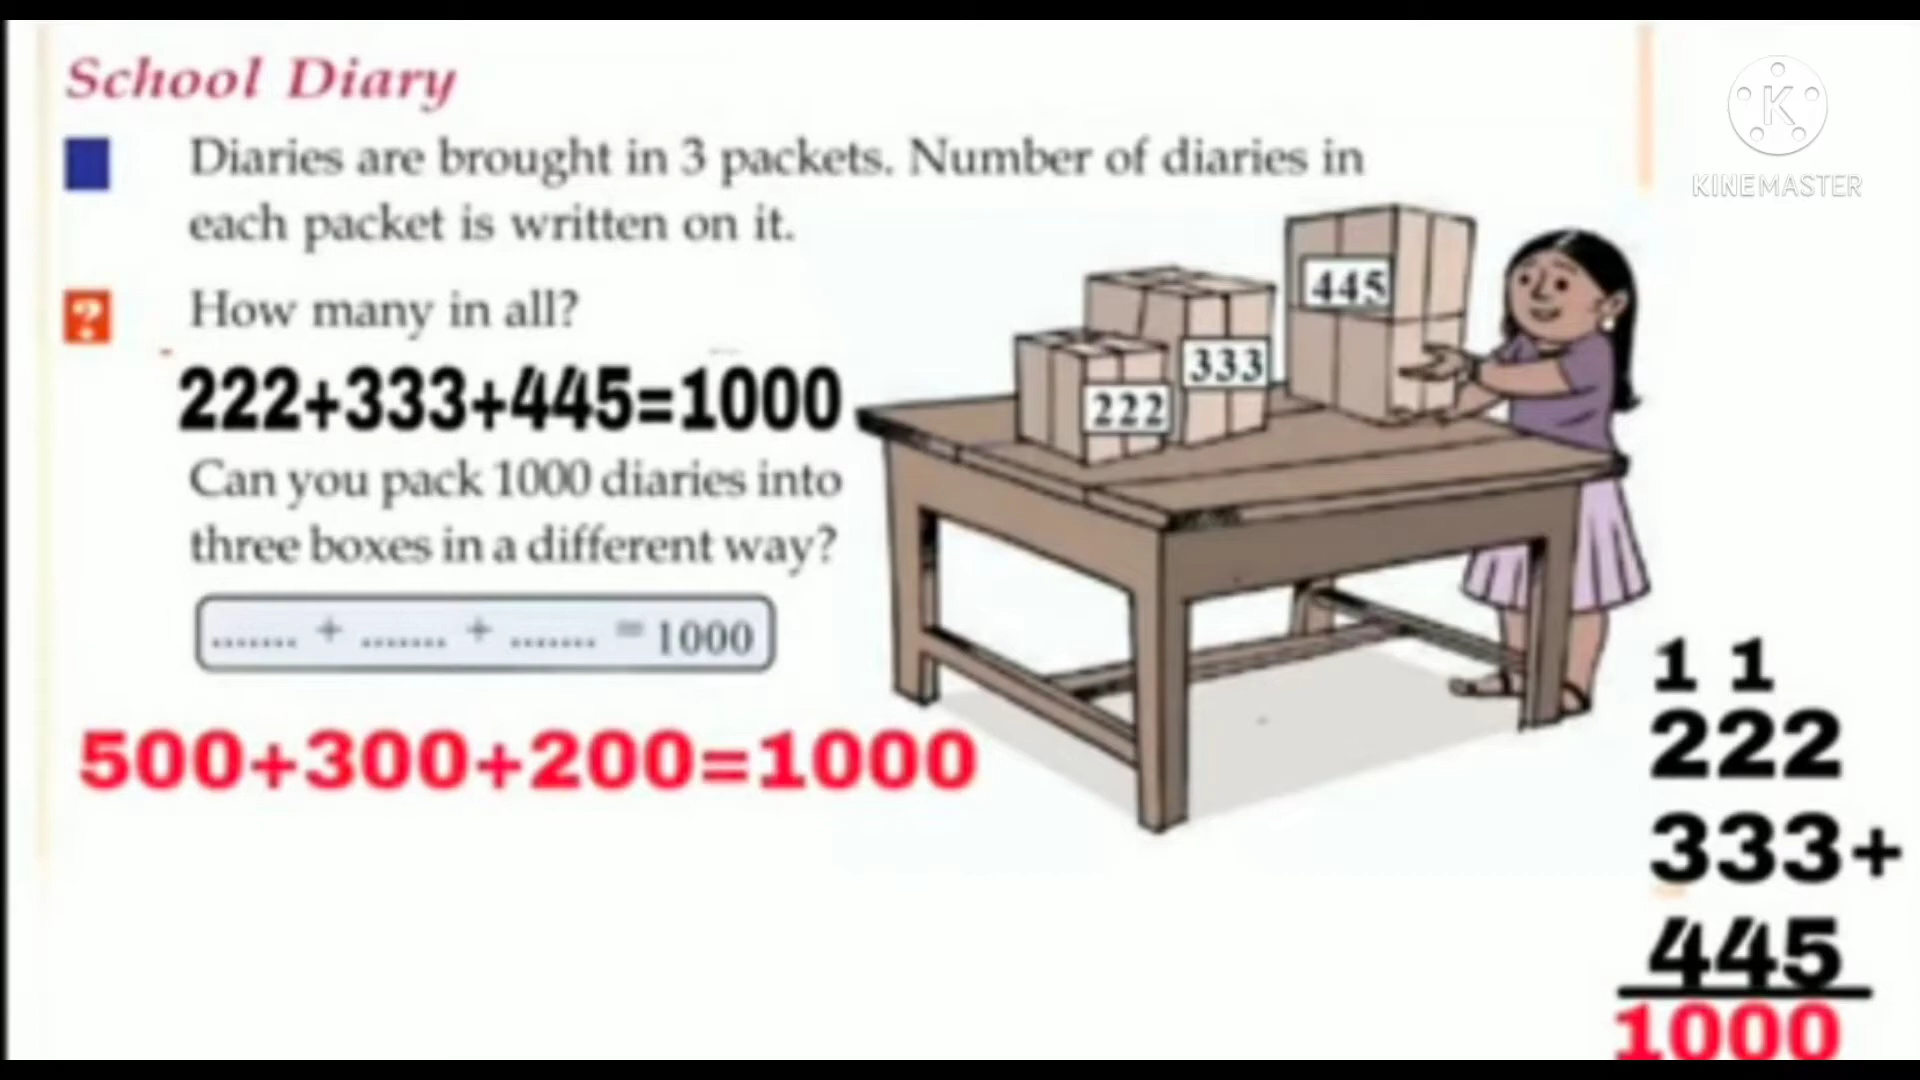 School Diary
Diaries are brought in 3 packets. Number of diaries in
each packet is written on it.
? How many in all?
222+333+445=1000
Can you pack 1000 diaries into
three boxes in a different way?
....... + ....... + ....... = 1000
500+300+200=1000
445
333
222
K
KINEMASTER
1 1
222
333+
445
1000